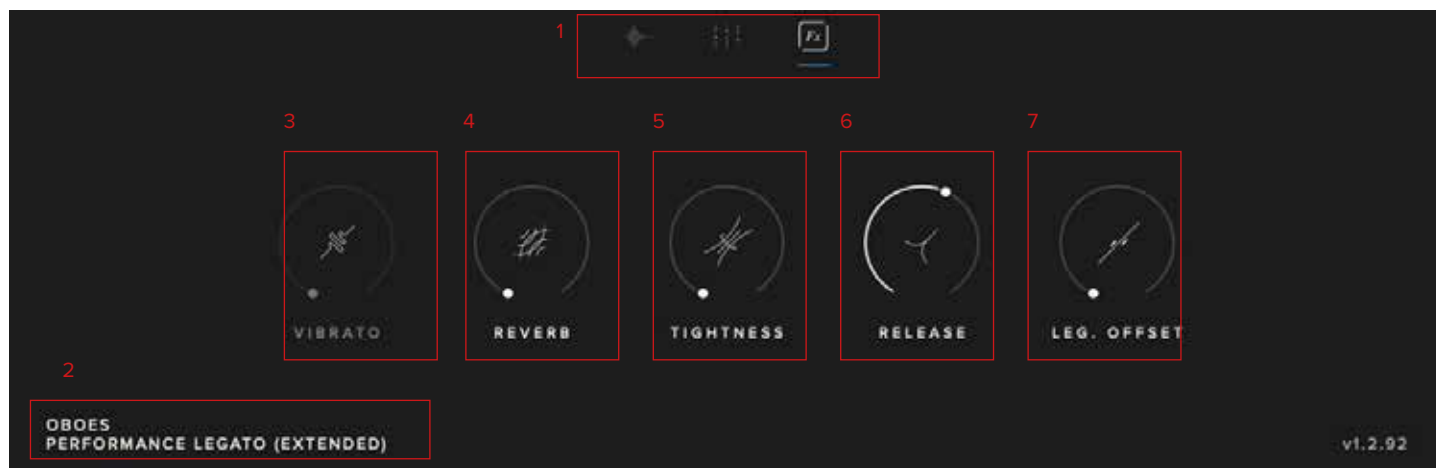 1
Fx
3 4 5 6 7
VIBRATO REVERB TIGHTNESS RELEASE LEG. OFFSET
2
OBOES
PERFORMANCE LEGATO (EXTENDED)
v1.2.92